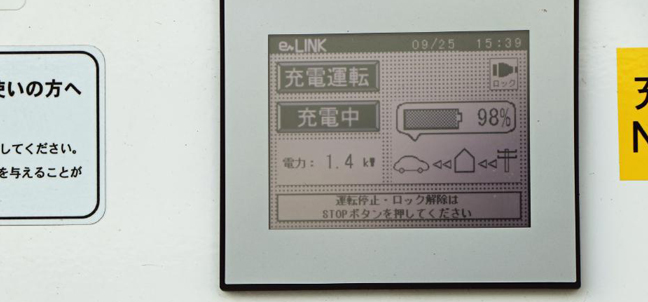 e-LINK 09/25 15:39
充電運転
ロック
充電中
98%
電力: 1.4 kW
運転停止・ロック解除は
STOPボタンを押してください
使いの方へ
してください。
を与えることが
N